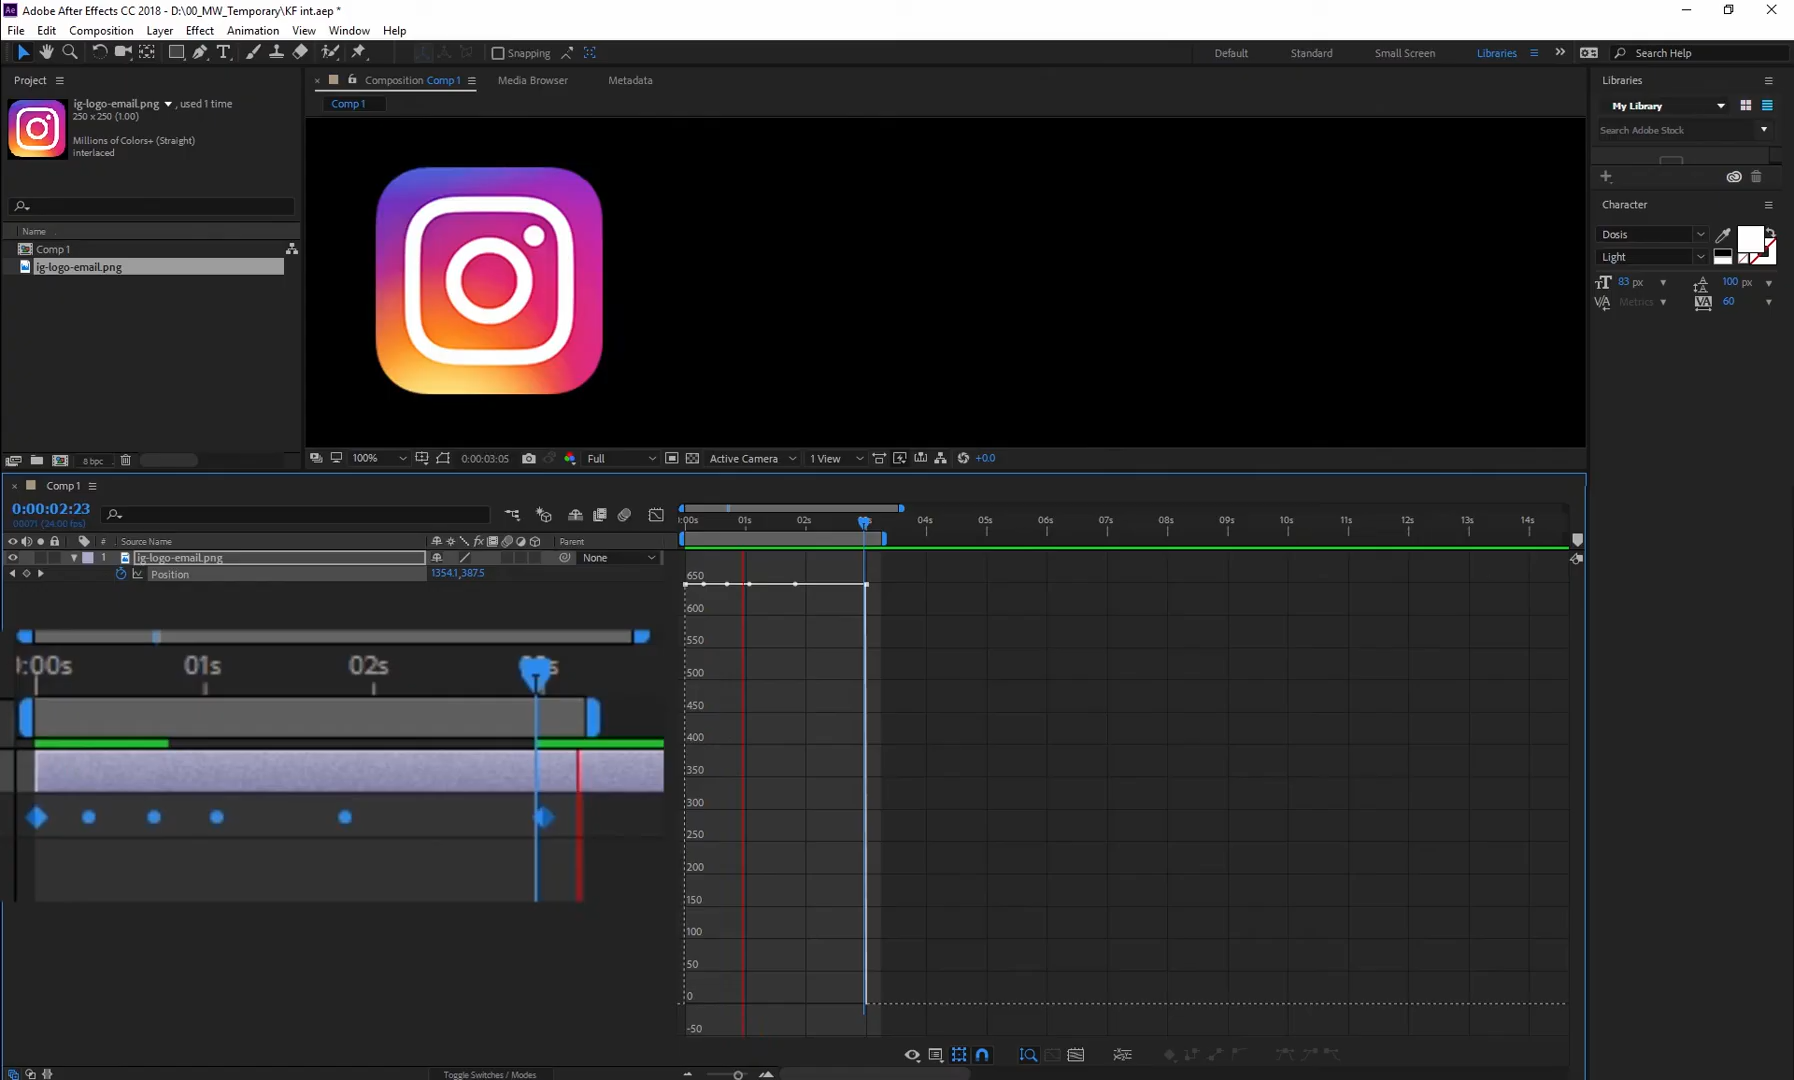 Adobe After Effects CC 2018 - D:\00_MW_Temporary\KF int.aep *
File Edit Composition Layer Effect Animation View Window Help
Snapping
Default Standard Small Screen Libraries
Search Help
Project
ig-logo-email.png , used 1 time
250 x 250 (1.00)
Millions of Colors+ (Straight)
interlaced
Name
Comp 1
ig-logo-email.png
8 bpc
Composition Comp 1
Media Browser
Metadata
Comp 1
100%
0:00:03:05
Full
Active Camera
1 View
+0.0
Libraries
My Library
Search Adobe Stock
Character
Dosis
Light
83 px
100 px
Metrics
60
Comp 1
0:00:02:23
00071 (24.00 fps)
# Source Name
Parent
1 ig-logo-email.png
None
Position
1354.1,387.5
:00s 01s 02s
:00s 01s 02s 04s 05s 06s 07s 08s 09s 10s 11s 12s 13s 14s
650
600
550
500
450
400
350
300
250
200
150
100
50
0
-50
Toggle Switches / Modes